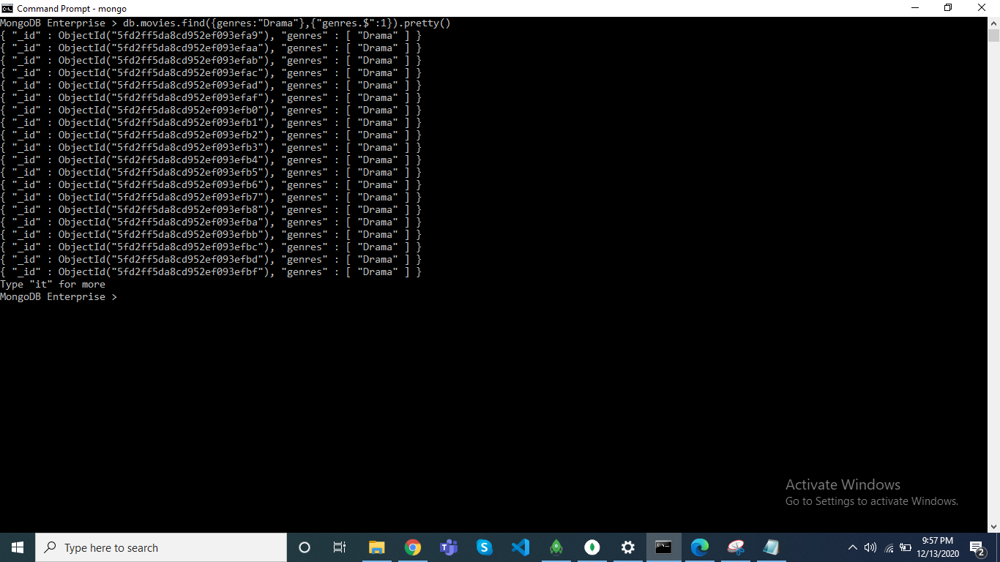 Command Prompt - mongo
MongoDB Enterprise > db.movies.find({genres:"Drama"},{"genres.$":1}).pretty()
{ "_id" : ObjectId("5fd2ff5da8cd952ef093efa9"), "genres" : [ "Drama" ] }
{ "_id" : ObjectId("5fd2ff5da8cd952ef093efaa"), "genres" : [ "Drama" ] }
{ "_id" : ObjectId("5fd2ff5da8cd952ef093efab"), "genres" : [ "Drama" ] }
{ "_id" : ObjectId("5fd2ff5da8cd952ef093efac"), "genres" : [ "Drama" ] }
{ "_id" : ObjectId("5fd2ff5da8cd952ef093efad"), "genres" : [ "Drama" ] }
{ "_id" : ObjectId("5fd2ff5da8cd952ef093efaf"), "genres" : [ "Drama" ] }
{ "_id" : ObjectId("5fd2ff5da8cd952ef093efb0"), "genres" : [ "Drama" ] }
{ "_id" : ObjectId("5fd2ff5da8cd952ef093efb1"), "genres" : [ "Drama" ] }
{ "_id" : ObjectId("5fd2ff5da8cd952ef093efb2"), "genres" : [ "Drama" ] }
{ "_id" : ObjectId("5fd2ff5da8cd952ef093efb3"), "genres" : [ "Drama" ] }
{ "_id" : ObjectId("5fd2ff5da8cd952ef093efb4"), "genres" : [ "Drama" ] }
{ "_id" : ObjectId("5fd2ff5da8cd952ef093efb5"), "genres" : [ "Drama" ] }
{ "_id" : ObjectId("5fd2ff5da8cd952ef093efb6"), "genres" : [ "Drama" ] }
{ "_id" : ObjectId("5fd2ff5da8cd952ef093efb7"), "genres" : [ "Drama" ] }
{ "_id" : ObjectId("5fd2ff5da8cd952ef093efb8"), "genres" : [ "Drama" ] }
{ "_id" : ObjectId("5fd2ff5da8cd952ef093efba"), "genres" : [ "Drama" ] }
{ "_id" : ObjectId("5fd2ff5da8cd952ef093efbb"), "genres" : [ "Drama" ] }
{ "_id" : ObjectId("5fd2ff5da8cd952ef093efbc"), "genres" : [ "Drama" ] }
{ "_id" : ObjectId("5fd2ff5da8cd952ef093efbd"), "genres" : [ "Drama" ] }
{ "_id" : ObjectId("5fd2ff5da8cd952ef093efbf"), "genres" : [ "Drama" ] }
Type "it" for more
MongoDB Enterprise >
Activate Windows
Go to Settings to activate Windows.
Type here to search
9:57 PM
12/13/2020
2